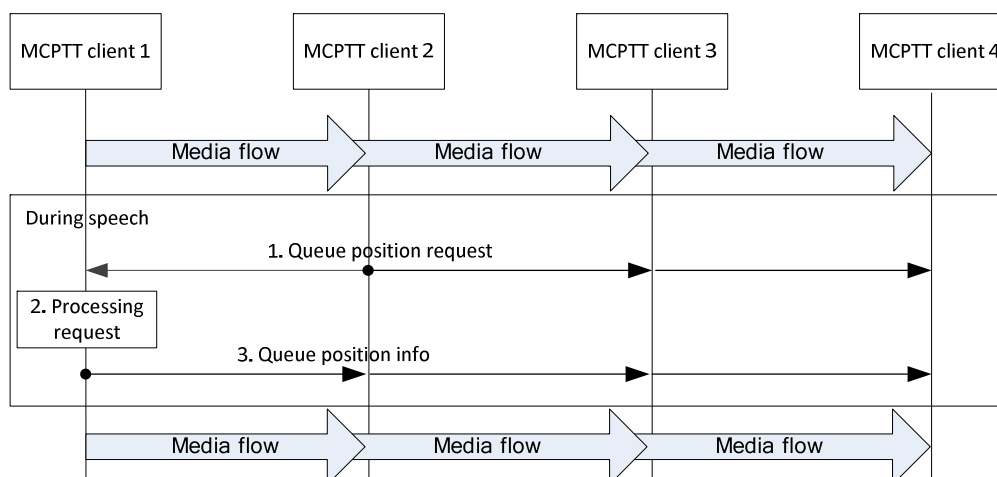 MCPTT client 1
MCPTT client 2
MCPTT client 3
MCPTT client 4
Media flow
Media flow
Media flow
During speech
1. Queue position request
2. Processing
request
3. Queue position info
Media flow
Media flow
Media flow